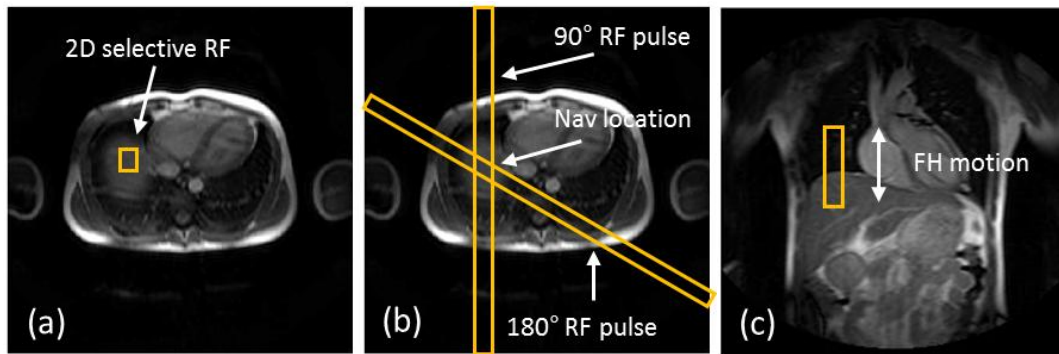 2D selective RF
(a)
90° RF pulse
Nav location
180° RF pulse
(b)
FH motion
(c)